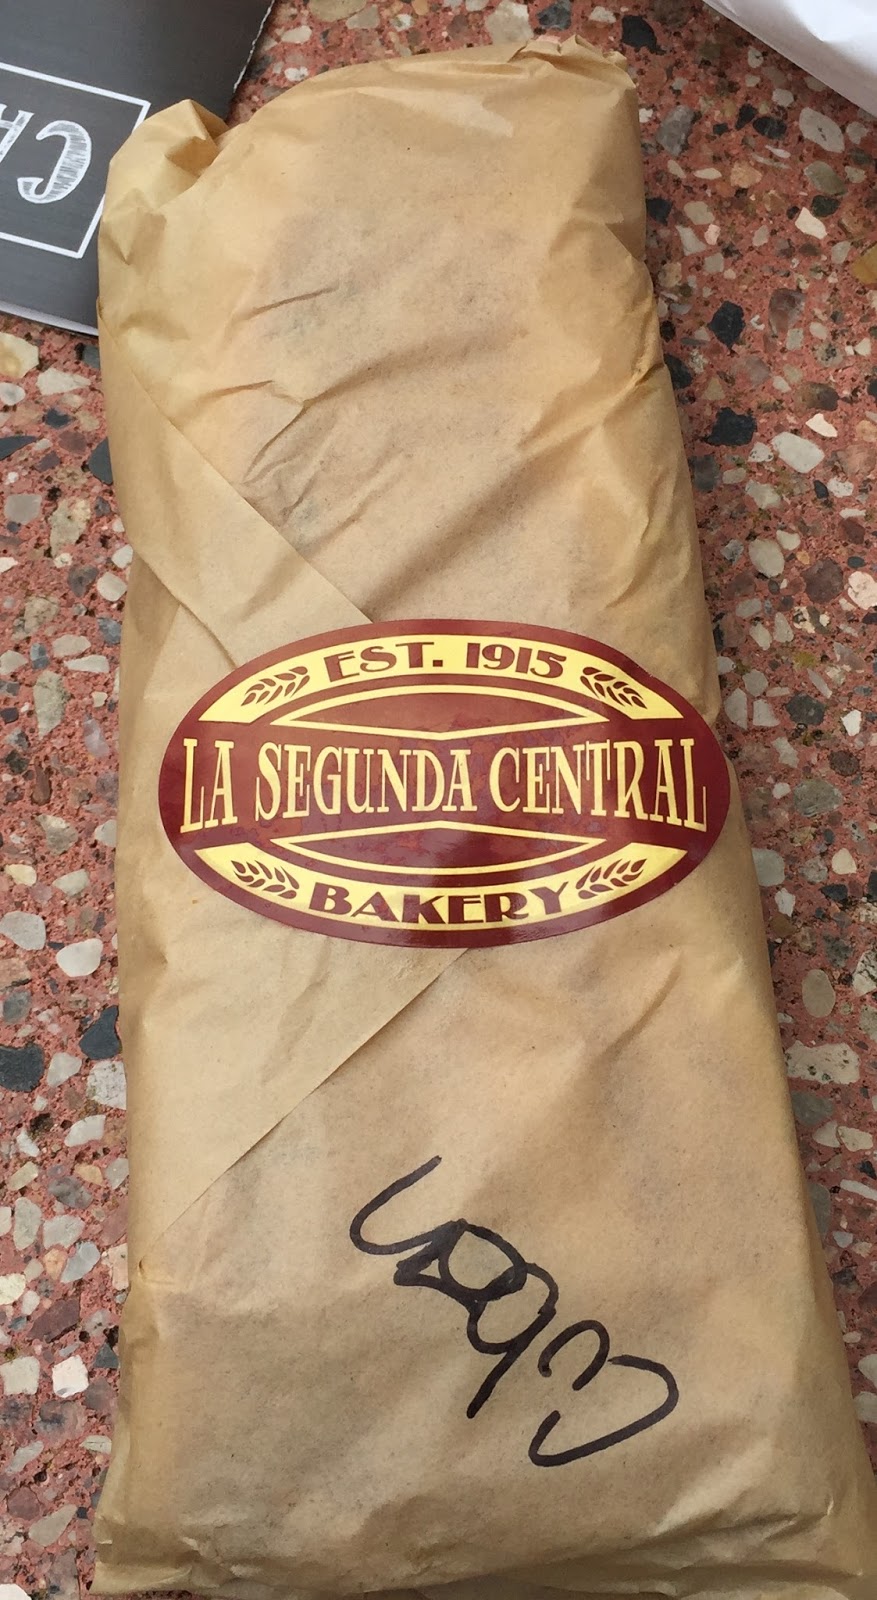 EST. 1915
LA SEGUNDA CENTRAL
BAKERY